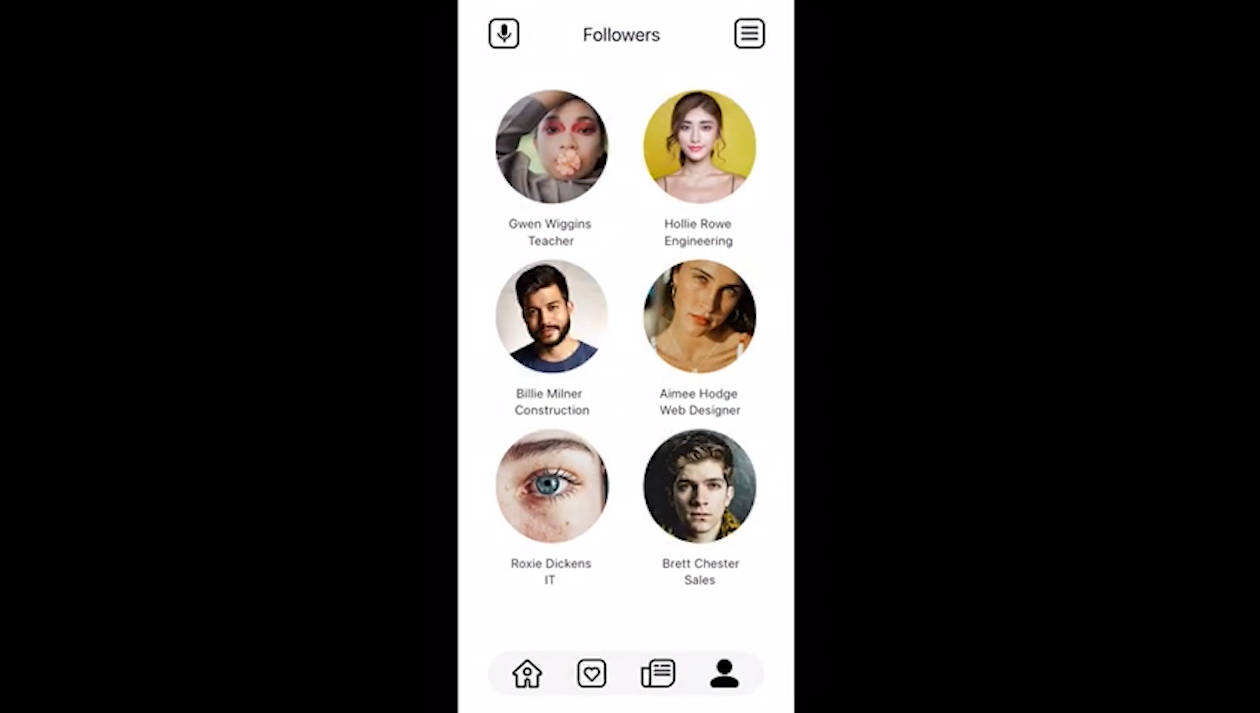 Followers
Gwen Wiggins
Teacher
Hollie Rowe
Engineering
Billie Milner
Construction
Aimee Hodge
Web Designer
Roxie Dickens
IT
Brett Chester
Sales